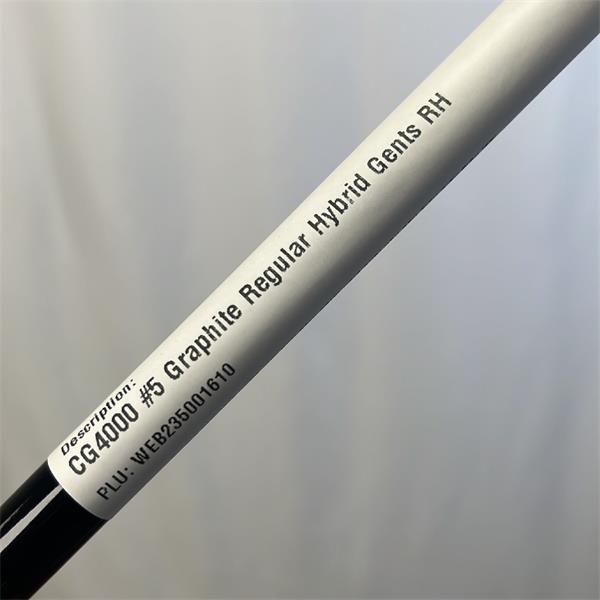 Description:
CG4000 #5 Graphite Regular Hybrid Gents RH
PLU: WEB235001610